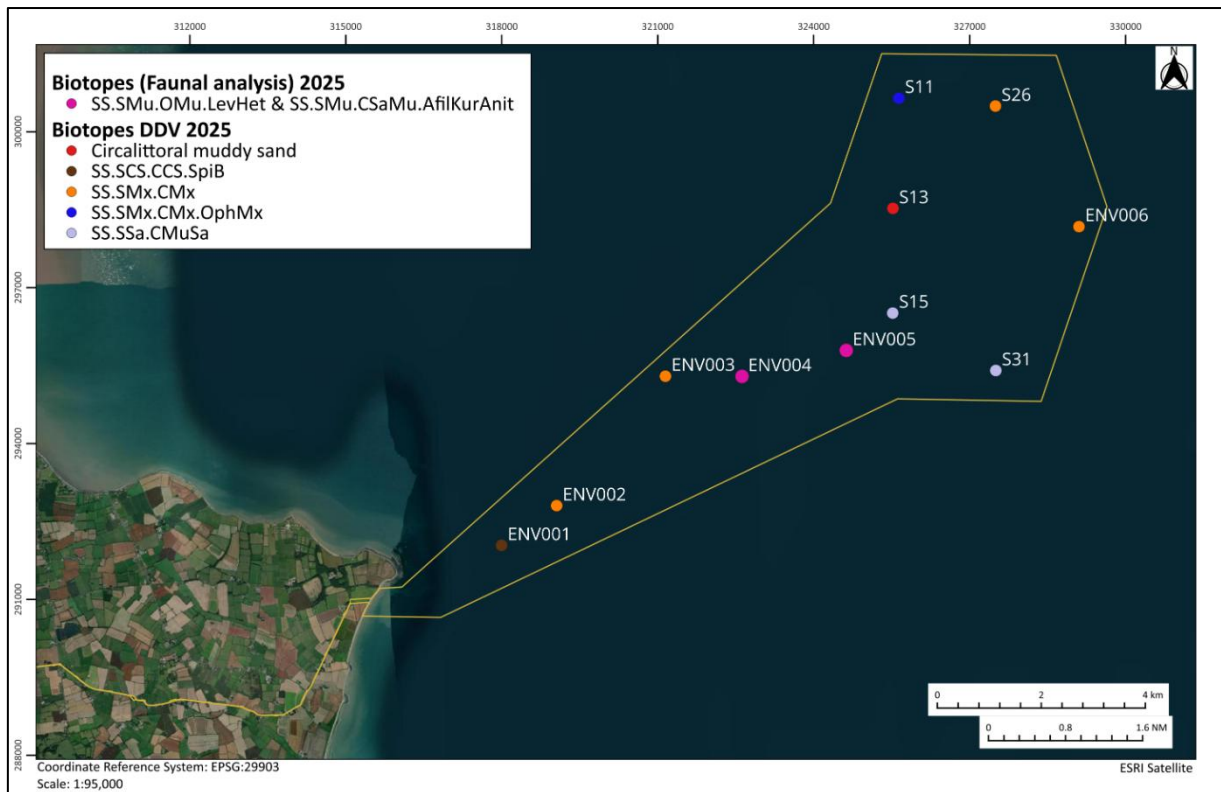 312000 315000 318000 321000 324000 327000 330000
N
Biotopes (Faunal analysis) 2025
SS.SMu.OMu.LevHet & SS.SMu.CSaMu.AfilKurAnit
Biotopes DDV 2025
Circalittoral muddy sand
SS.SCS.CCS.SpiB
SS.SMx.CMx
SS.SMx.CMx.OphMx
SS.SSa.CMuSa
S11
S26
300000
S13
ENV006
297000
S15
ENV005
S31
ENV003
ENV004
294000
ENV002
ENV001
291000
0 2 4 km
0 0.8 1.6 NM
288000
Coordinate Reference System: EPSG:29903
ESRI Satellite
Scale: 1:95,000